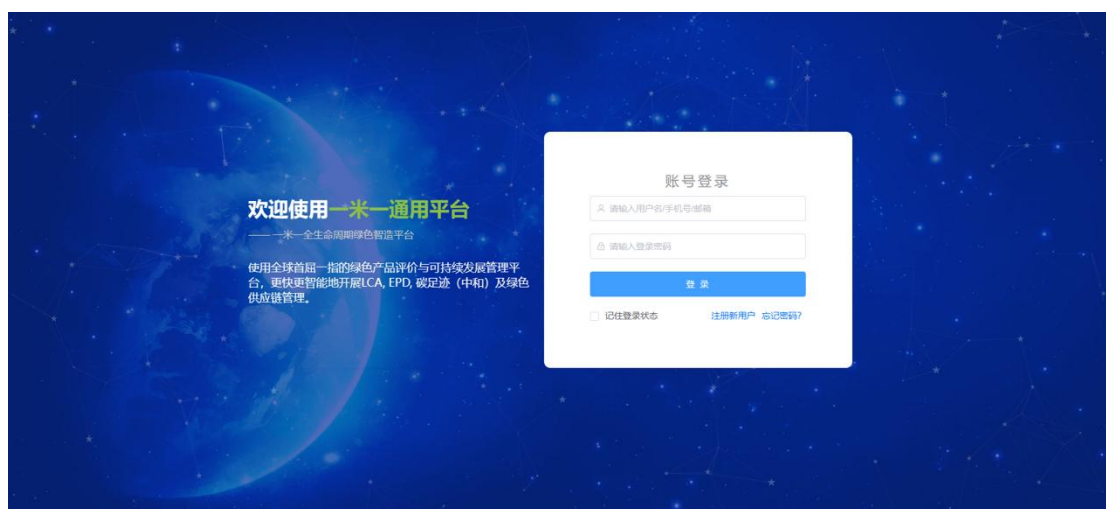 欢迎使用一米一通用平台
—— 一米一全生命周期绿色智造平台
使用全球首屈一指的绿色产品评价与可持续发展管理平
台，更快更智能地开展LCA, EPD, 碳足迹（中和）及绿色
供应链管理。
账号登录
请输入用户名/手机号/邮箱
请输入登录密码
登 录
记住登录状态 注册新用户 忘记密码?